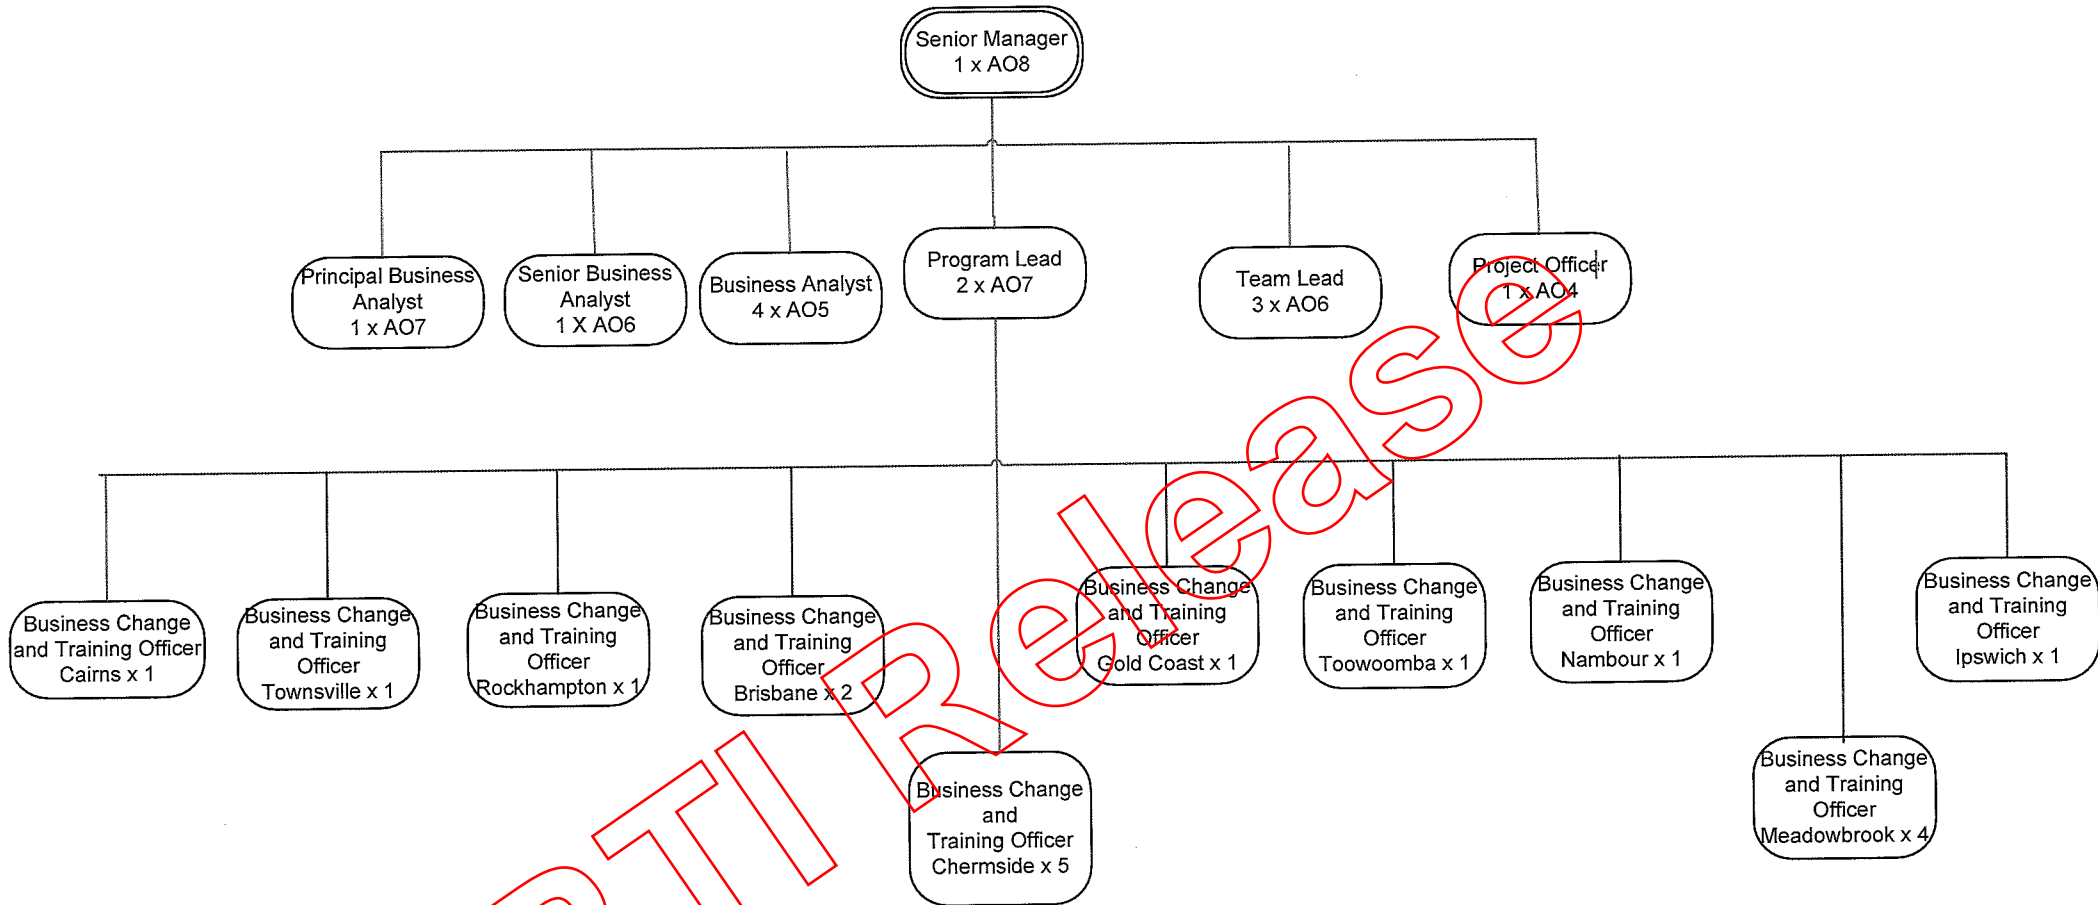 Senior Manager
1 x AO8
Principal Business
Analyst
1 x AO7
Senior Business
Analyst
1 X AO6
Business Analyst
4 x AO5
Program Lead
2 x AO7
Team Lead
3 x AO6
Project Officer
1 x AO4
Business Change
and Training Officer
Cairns x 1
Business Change
and Training
Officer
Townsville x 1
Business Change
and Training
Officer
Rockhampton x 1
Business Change
and Training
Officer
Brisbane x 2
Business Change
and
Training Officer
Chermside x 5
Business Change
and Training
Officer
Gold Coast x 1
Business Change
and Training
Officer
Toowoomba x 1
Business Change
and Training
Officer
Nambour x 1
Business Change
and Training
Officer
Meadowbrook x 4
Business Change
and Training
Officer
Ipswich x 1
RTI Release